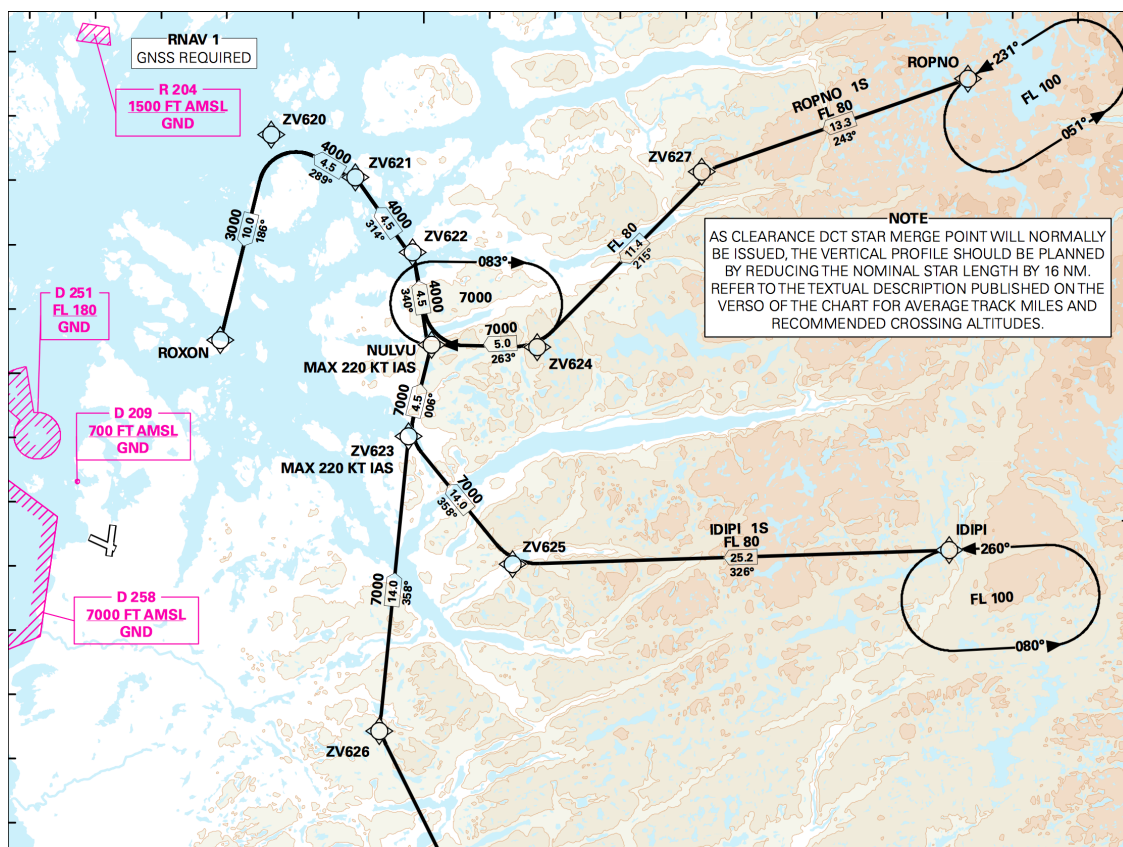 RNAV 1
GNSS REQUIRED
R 204
1500 FT AMSL
GND
ROPNO
231°
FL 100
051°
ROPNO 1S
FL 80
13.3
243°
ZV620
4000
4.5
289°
ZV621
ZV627
3000
10.0
186°
4000
4.5
314°
ZV622
FL 80
11.4
215°
NOTE
AS CLEARANCE DCT STAR MERGE POINT WILL NORMALLY
BE ISSUED, THE VERTICAL PROFILE SHOULD BE PLANNED
BY REDUCING THE NOMINAL STAR LENGTH BY 16 NM.
REFER TO THE TEXTUAL DESCRIPTION PUBLISHED ON THE
VERSO OF THE CHART FOR AVERAGE TRACK MILES AND
RECOMMENDED CROSSING ALTITUDES.
083°
7000
4000
4.5
340°
D 251
FL 180
GND
ROXON
NULVU
MAX 220 KT IAS
7000
5.0
263°
ZV624
7000
4.5
006°
D 209
700 FT AMSL
GND
ZV623
MAX 220 KT IAS
7000
14.0
358°
ZV625
IDIPI 1S
FL 80
25.2
326°
IDIPI
260°
FL 100
080°
7000
14.0
358°
D 258
7000 FT AMSL
GND
ZV626